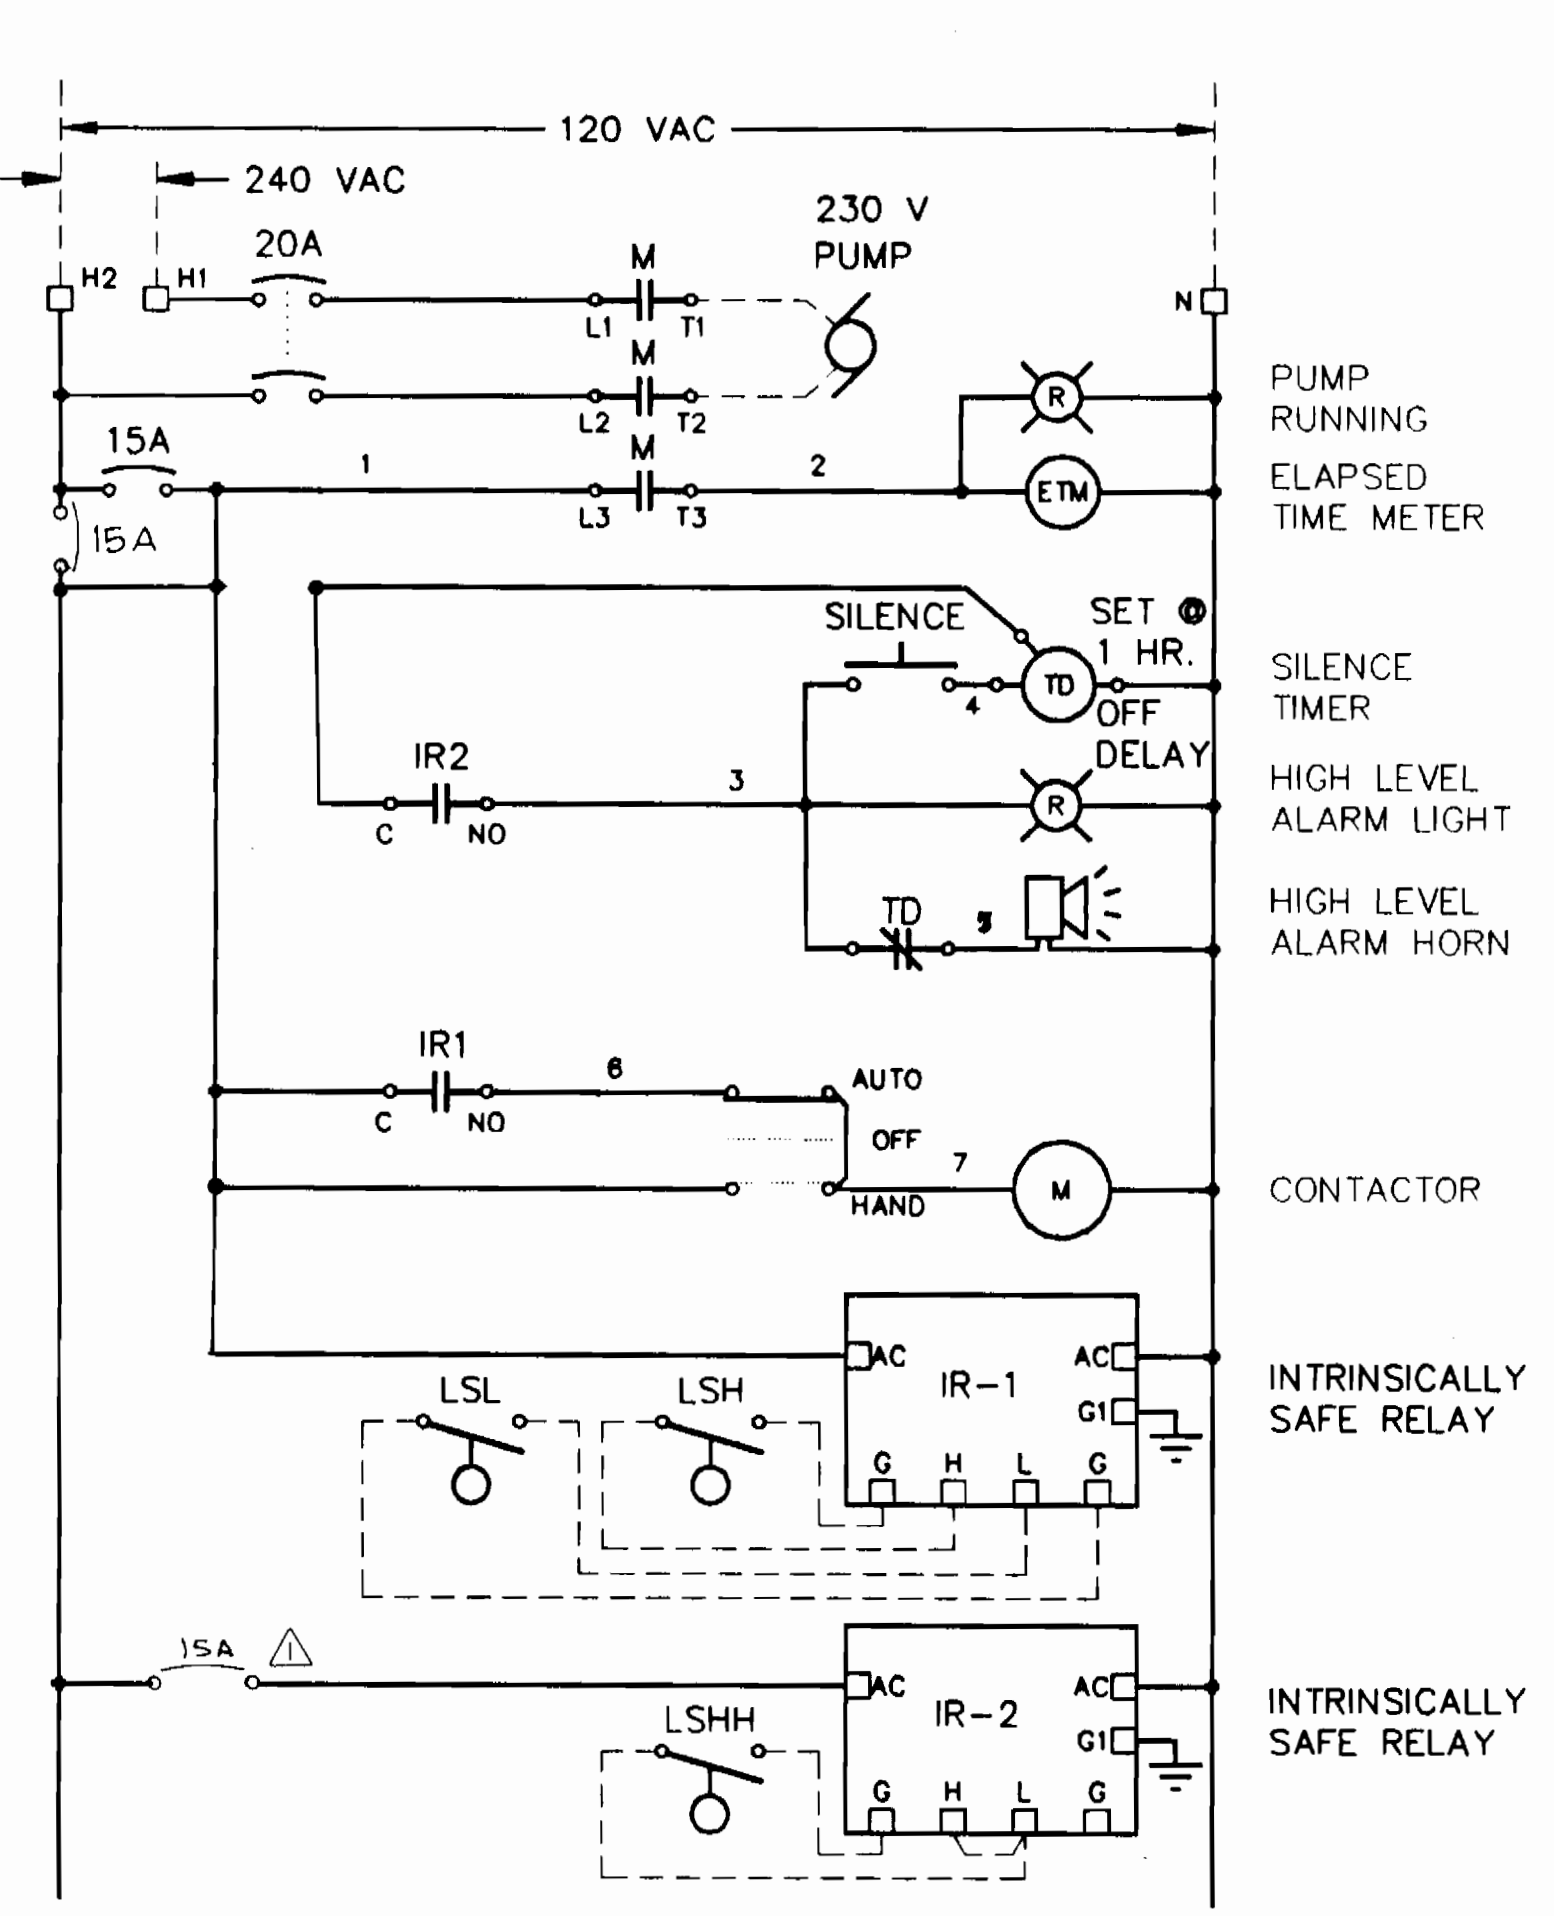 120 VAC
240 VAC
230 V
PUMP
20A
M
H2
H1
N
L1
T1
M
L2
T2
R
PUMP
RUNNING
15A
1
M
2
L3
T3
ETM
ELAPSED
TIME METER
15A
SILENCE
SET @
1 HR.
4
TD
OFF
DELAY
SILENCE
TIMER
IR2
3
C
NO
R
HIGH LEVEL
ALARM LIGHT
TD
5
HIGH LEVEL
ALARM HORN
IR1
6
C
NO
AUTO
OFF
HAND
7
M
CONTACTOR
AC
IR-1
AC
G1
LSL
LSH
G
H
L
G
INTRINSICALLY
SAFE RELAY
15A
1
AC
IR-2
AC
G1
LSHH
G
H
L
G
INTRINSICALLY
SAFE RELAY